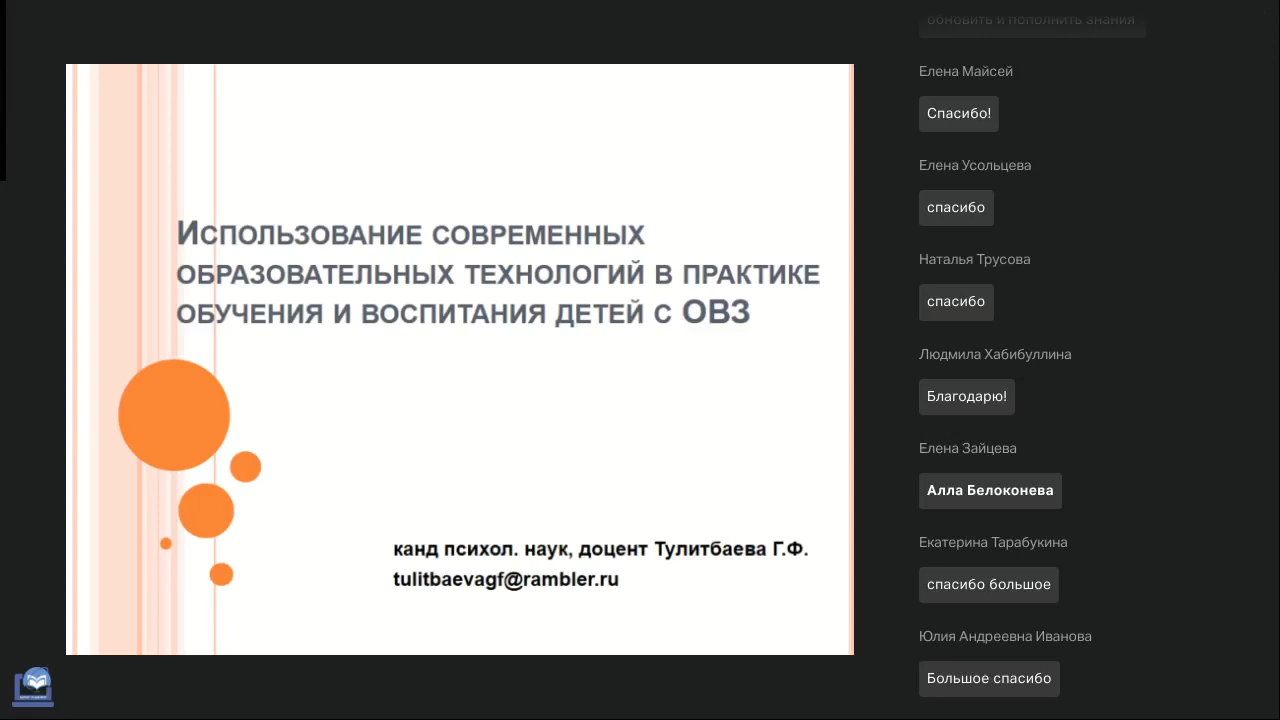 Использование современных
образовательных технологий в практике
обучения и воспитания детей с ОВЗ
канд психол. наук, доцент Тулитбаева Г.Ф.
tulitbaevagf@rambler.ru
обновить и пополнить знания
Елена Майсей
Спасибо!
Елена Усольцева
спасибо
Наталья Трусова
спасибо
Людмила Хабибуллина
Благодарю!
Елена Зайцева
Алла Белоконева
Екатерина Тарабукина
спасибо большое
Юлия Андреевна Иванова
Большое спасибо